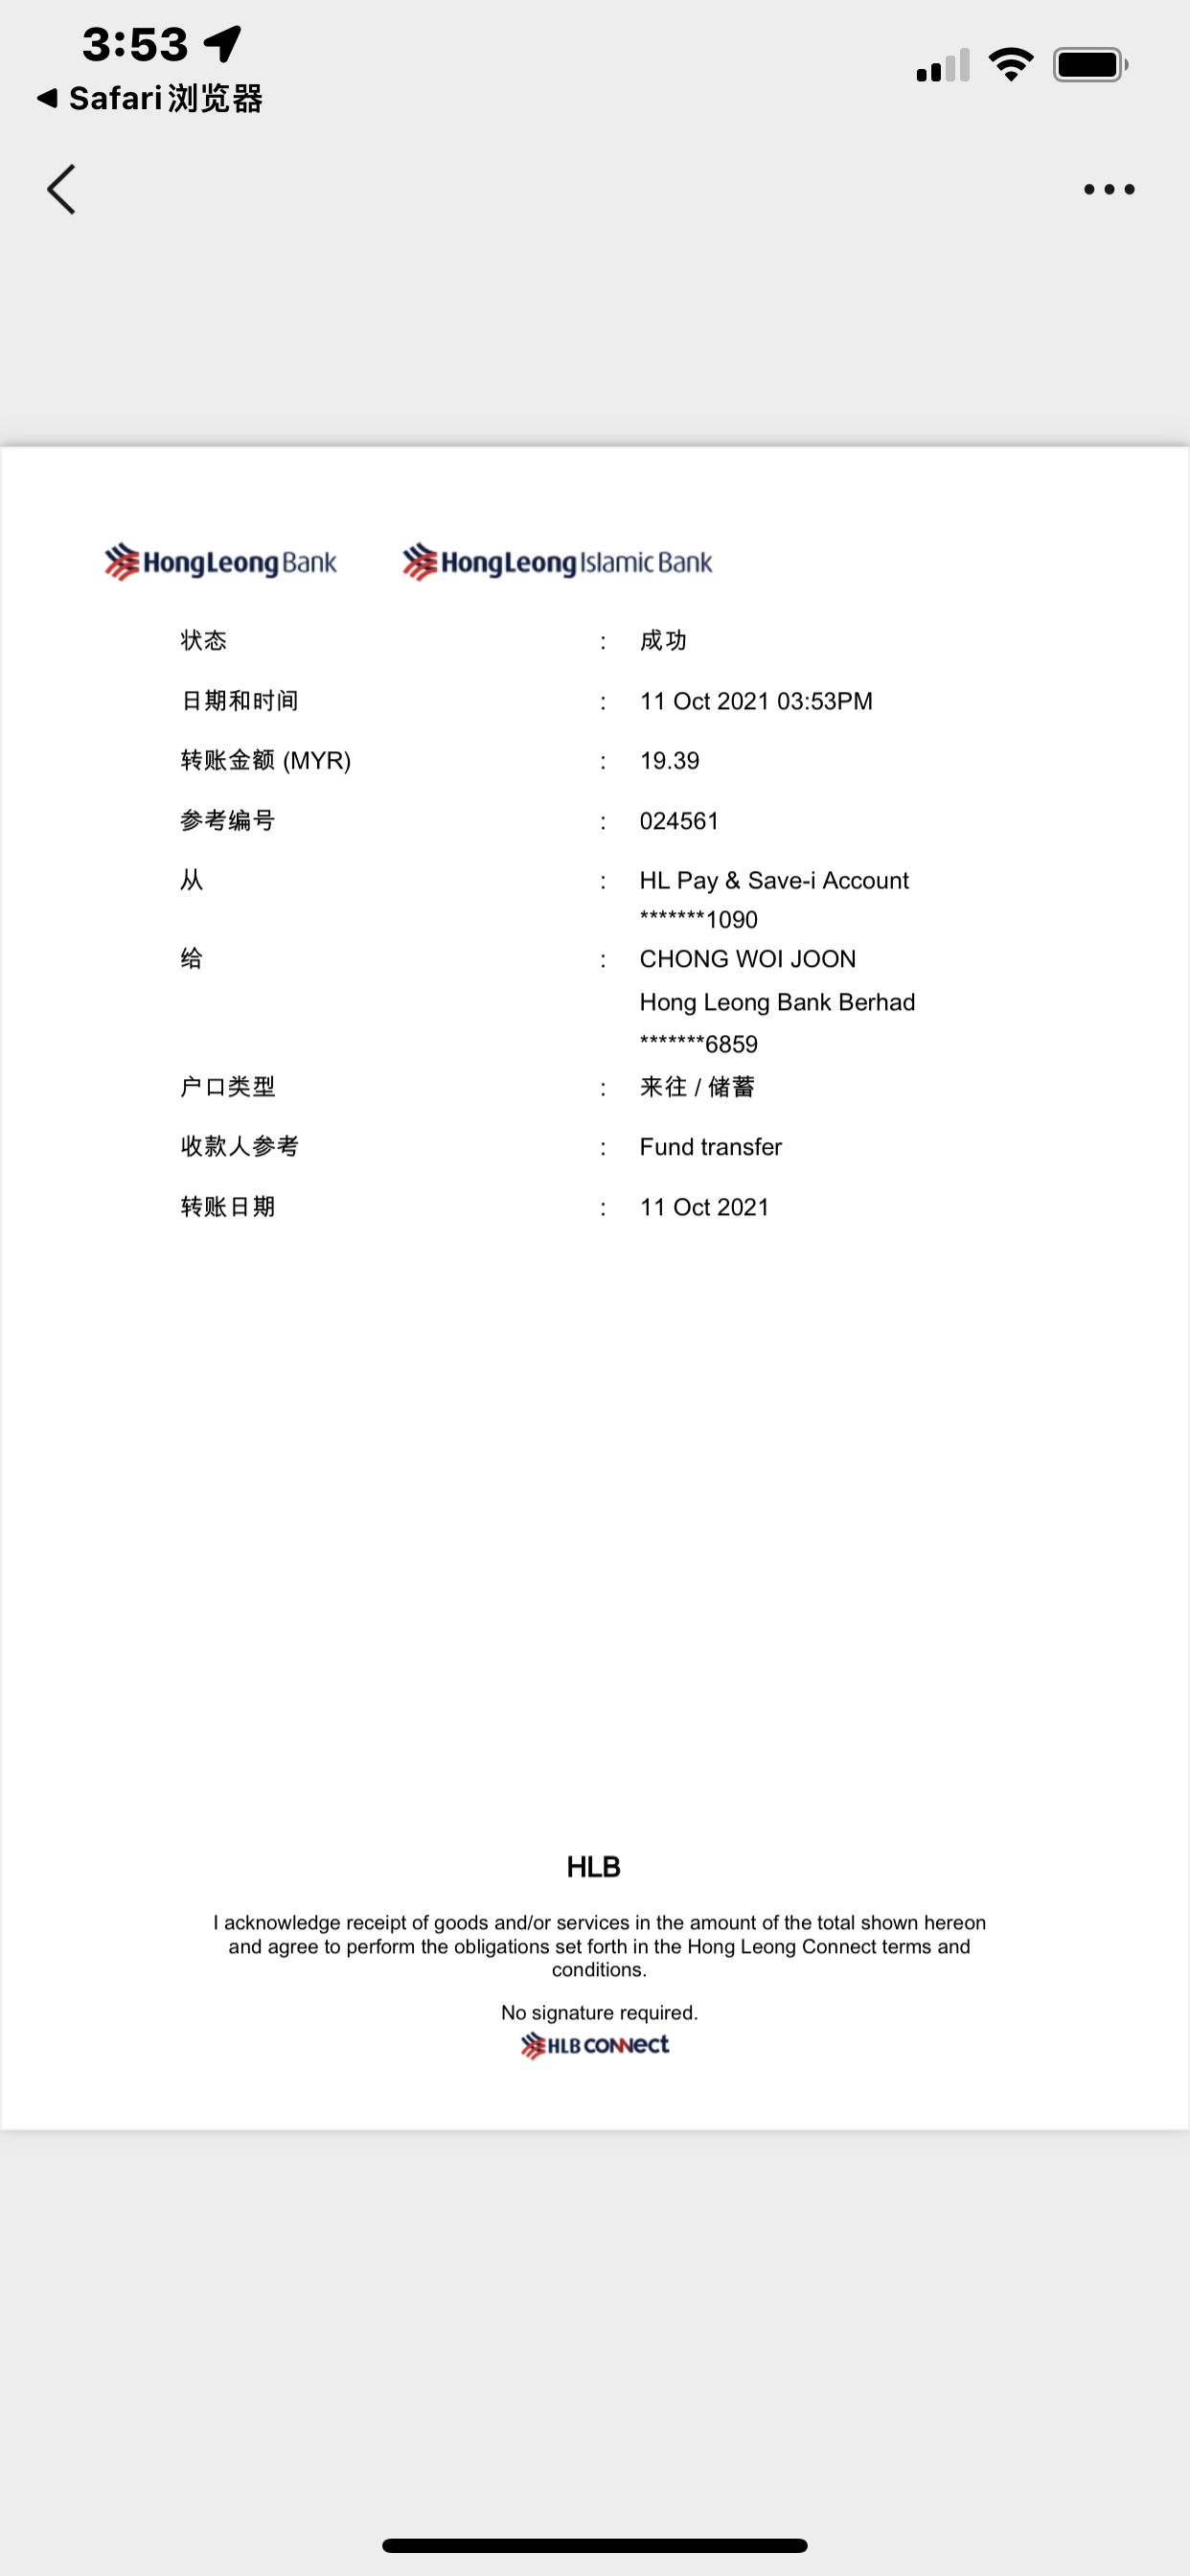 3:53
Safari浏览器
HongLeong Bank HongLeong Islamic Bank
状态 : 成功
日期和时间 : 11 Oct 2021 03:53PM
转账金额 (MYR) : 19.39
参考编号 : 024561
从 : HL Pay & Save-i Account
*******1090
给 : CHONG WOI JOON
Hong Leong Bank Berhad
*******6859
户口类型 : 来往 / 储蓄
收款人参考 : Fund transfer
转账日期 : 11 Oct 2021
HLB
I acknowledge receipt of goods and/or services in the amount of the total shown hereon
and agree to perform the obligations set forth in the Hong Leong Connect terms and
conditions.
No signature required.
HLB CONNect